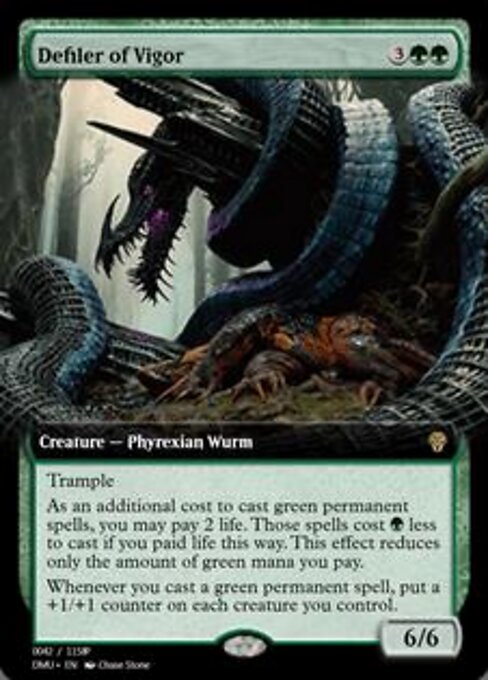 Defiler of Vigor 3
Creature — Phyrexian Wurm
Trample
As an additional cost to cast green permanent
spells, you may pay 2 life. Those spells cost less
to cast if you paid life this way. This effect reduces
only the amount of green mana you pay.
Whenever you cast a green permanent spell, put a
+1/+1 counter on each creature you control.
6/6
DMU • EN Chase Stone